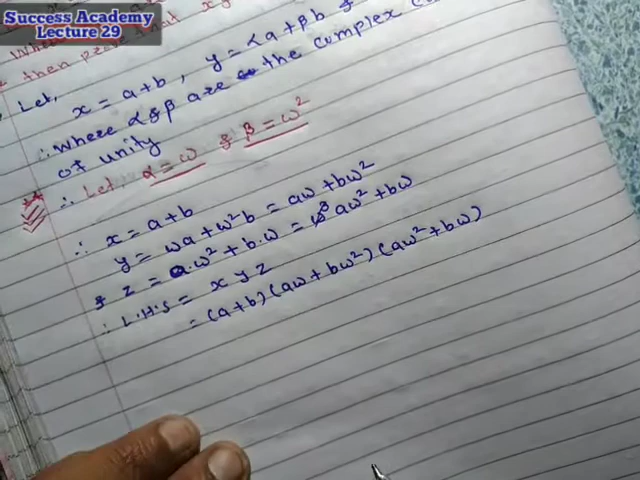 Success Academy
Lecture 29
then prove that xy
Let,
x = a+b , y = αa + βb &
∴ Where α & β are the complex
of unity
∴ Let, α = ω & β = ω²
∴ x = a+b
y = ωa + ω²b = aω + bω²
& z = a.ω² + b.ω = aω² + bω
∴ L.H.S = x y z
= (a+b) (aω + bω²) (aω² + bω)